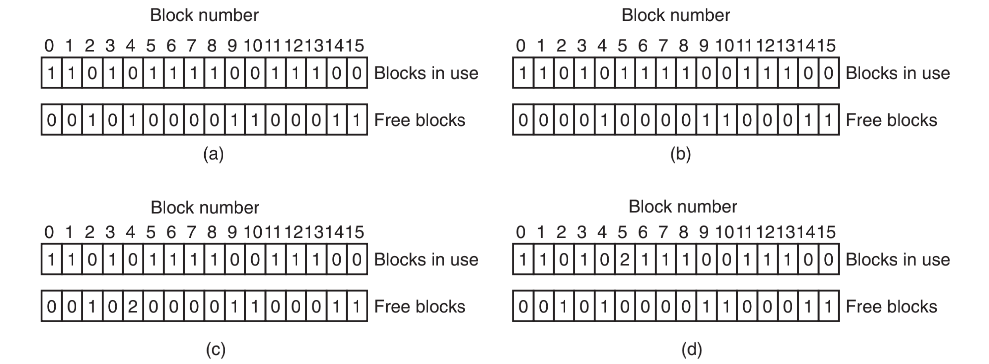 Block number
0 1 2 3 4 5 6 7 8 9 10 11 12 13 14 15
1 1 0 1 0 1 1 1 1 0 0 1 1 1 0 0 Blocks in use
0 0 1 0 1 0 0 0 0 1 1 0 0 0 1 1 Free blocks
(a)
Block number
0 1 2 3 4 5 6 7 8 9 10 11 12 13 14 15
1 1 0 1 0 1 1 1 1 0 0 1 1 1 0 0 Blocks in use
0 0 0 0 1 0 0 0 0 1 1 0 0 0 1 1 Free blocks
(b)
Block number
0 1 2 3 4 5 6 7 8 9 10 11 12 13 14 15
1 1 0 1 0 1 1 1 1 0 0 1 1 1 0 0 Blocks in use
0 0 1 0 2 0 0 0 0 1 1 0 0 0 1 1 Free blocks
(c)
Block number
0 1 2 3 4 5 6 7 8 9 10 11 12 13 14 15
1 1 0 1 0 2 1 1 1 0 0 1 1 1 0 0 Blocks in use
0 0 1 0 1 0 0 0 0 1 1 0 0 0 1 1 Free blocks
(d)